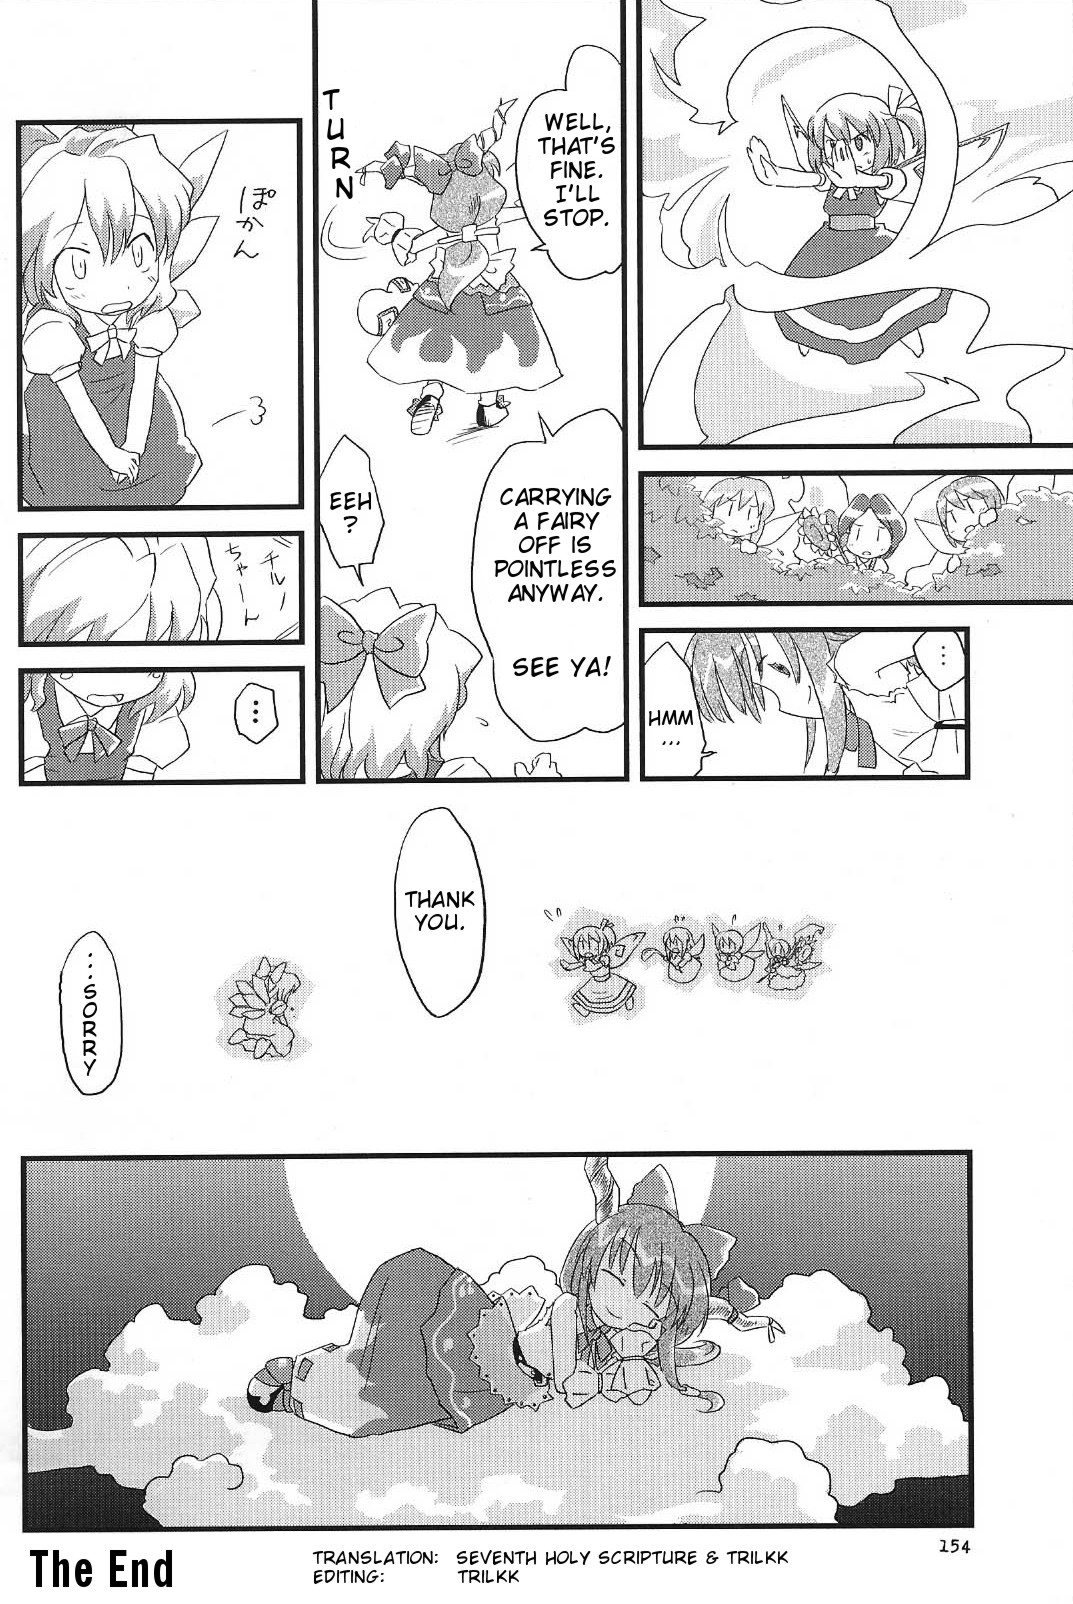 ...
HMM
...
WELL,
THAT'S
FINE.
I'LL
STOP.
TURN
CARRYING
A FAIRY
OFF IS
POINTLESS
ANYWAY.
SEE YA!
EEH
?
ぽかん
チルノ
ちゃーん
...
THANK
YOU.
...SORRY
154
The End
TRANSLATION: SEVENTH HOLY SCRIPTURE & TRILKK
EDITING: TRILKK